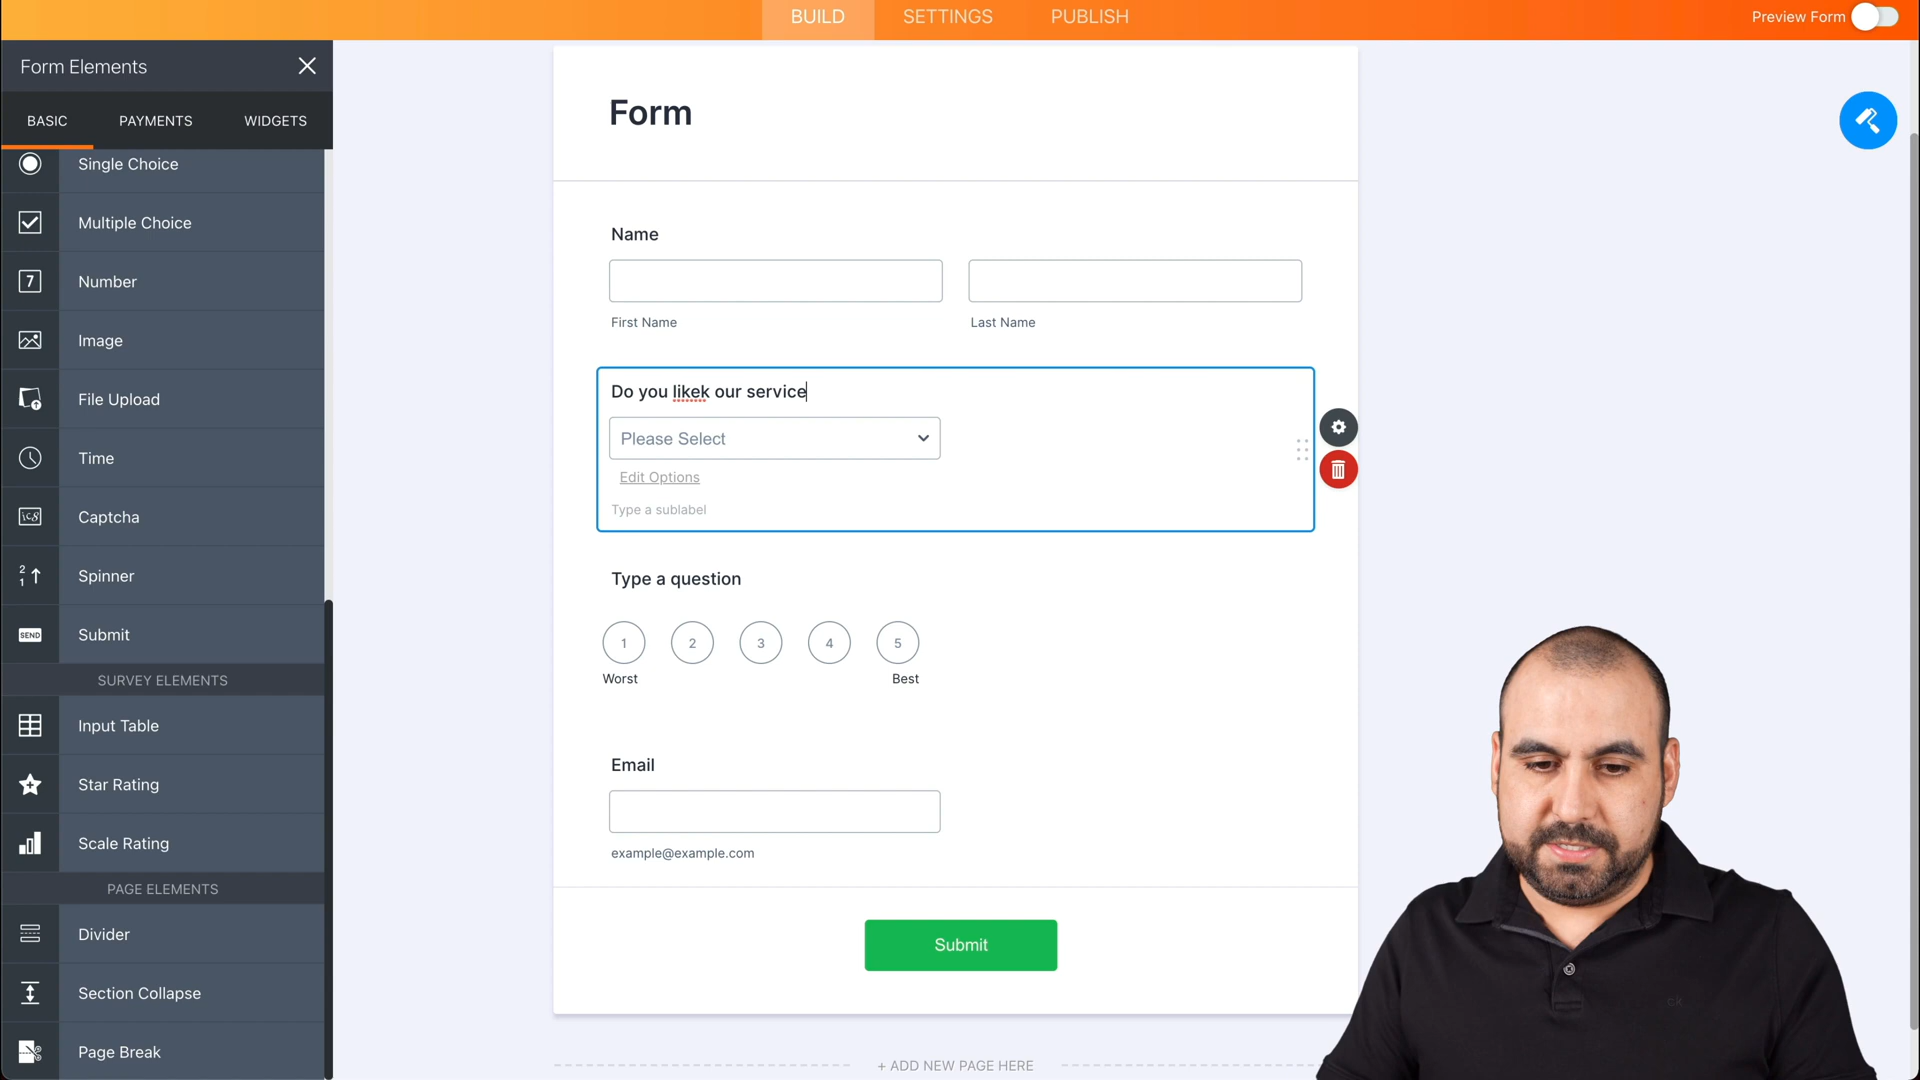 BUILD SETTINGS PUBLISH Preview Form
Form Elements
BASIC PAYMENTS WIDGETS
Single Choice
Multiple Choice
7 Number
Image
File Upload
Time
Captcha
2 1 Spinner
SEND Submit
SURVEY ELEMENTS
Input Table
Star Rating
Scale Rating
PAGE ELEMENTS
Divider
Section Collapse
Page Break
Form
Name
First Name Last Name
Do you likek our service
Please Select
Edit Options
Type a sublabel
Type a question
1 2 3 4 5
Worst Best
Email
example@example.com
Submit
+ ADD NEW PAGE HERE